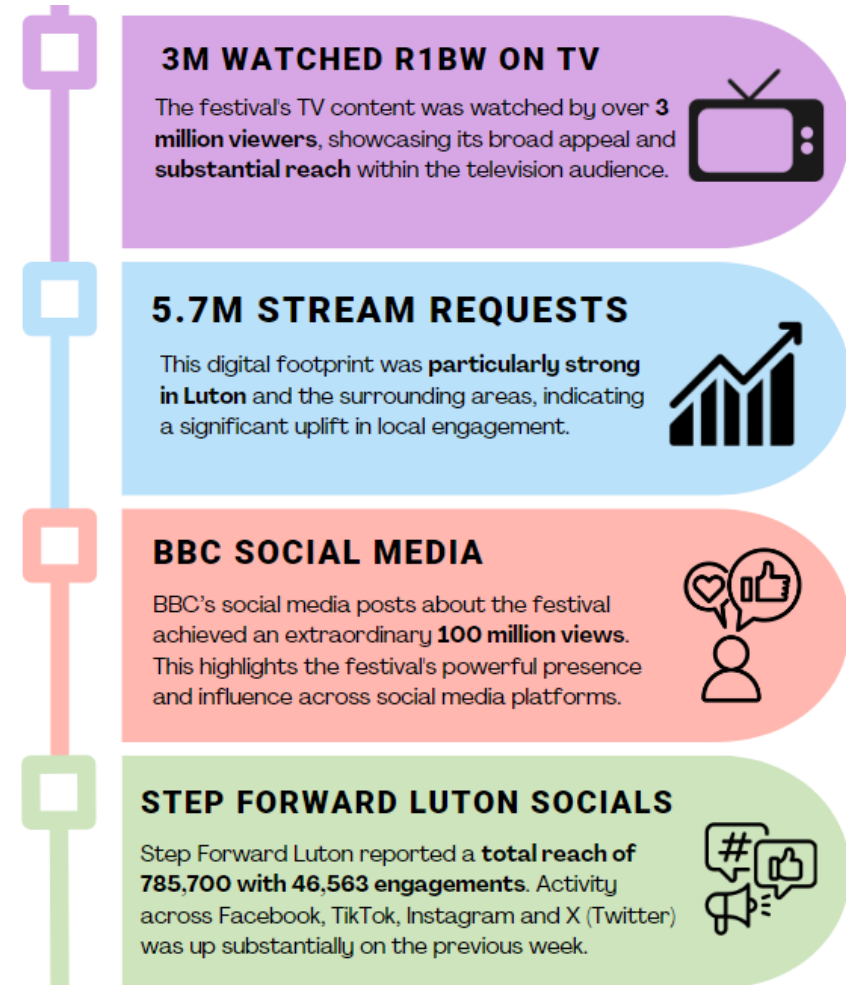 3M WATCHED R1BW ON TV
The festival's TV content was watched by over 3
million viewers, showcasing its broad appeal and
substantial reach within the television audience.
5.7M STREAM REQUESTS
This digital footprint was particularly strong
in Luton and the surrounding areas, indicating
a significant uplift in local engagement.
BBC SOCIAL MEDIA
BBC's social media posts about the festival
achieved an extraordinary 100 million views.
This highlights the festival's powerful presence
and influence across social media platforms.
STEP FORWARD LUTON SOCIALS
Step Forward Luton reported a total reach of
785,700 with 46,563 engagements. Activity
across Facebook, TikTok, Instagram and X (Twitter)
was up substantially on the previous week.
#